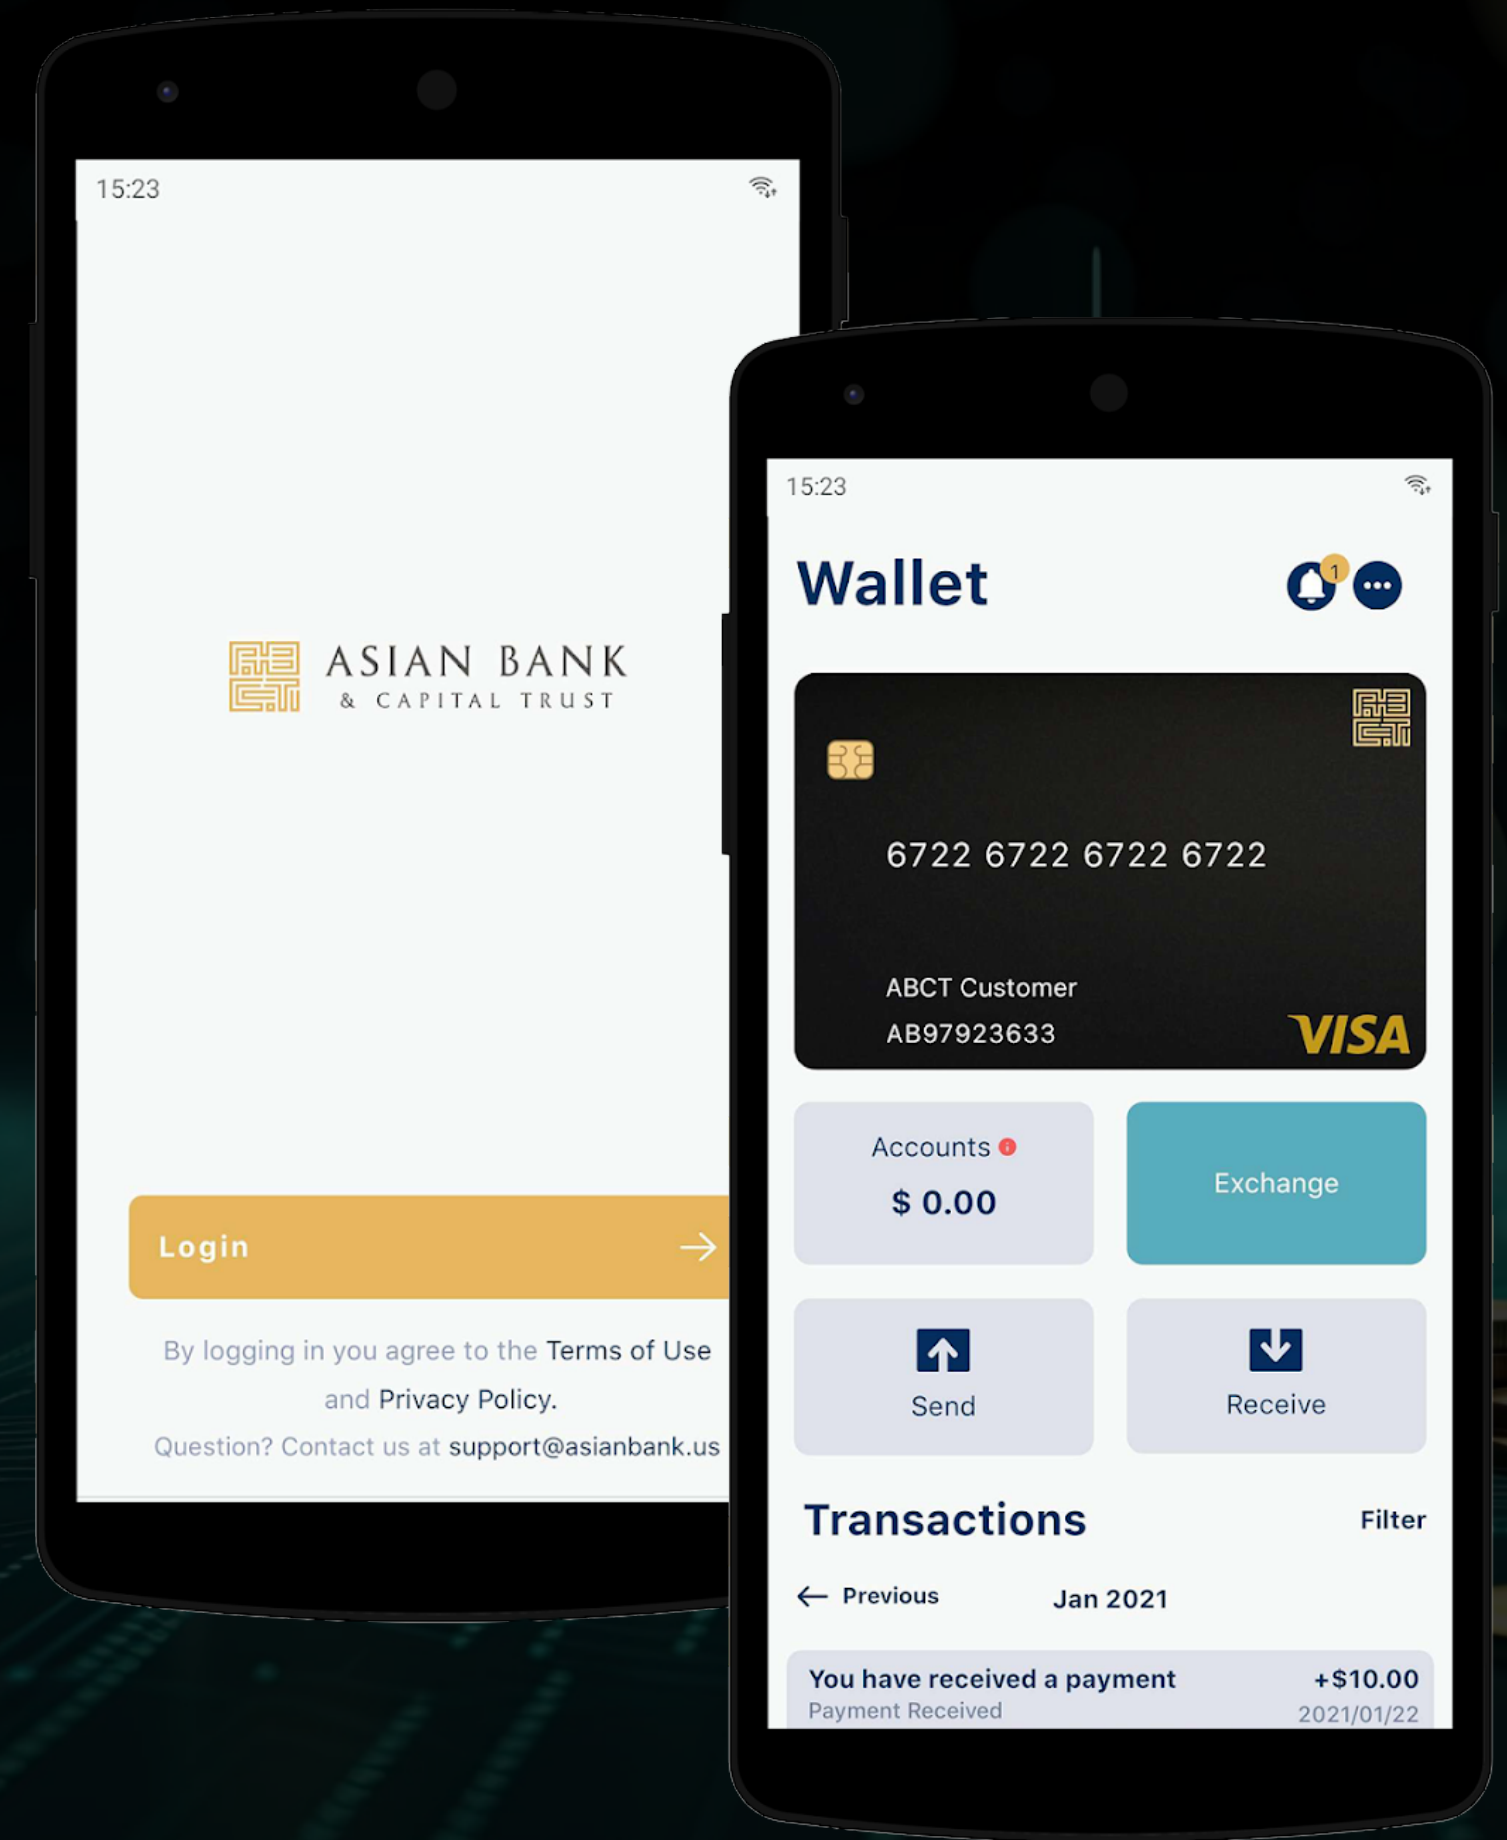 15:23
ASIAN BANK
& CAPITAL TRUST
Login
By logging in you agree to the Terms of Use
and Privacy Policy.
Question? Contact us at support@asianbank.us
15:23
Wallet
1
6722 6722 6722 6722
ABCT Customer
AB97923633
VISA
Accounts
$ 0.00
Exchange
Send
Receive
Transactions
Filter
Previous
Jan 2021
You have received a payment
+$10.00
Payment Received
2021/01/22